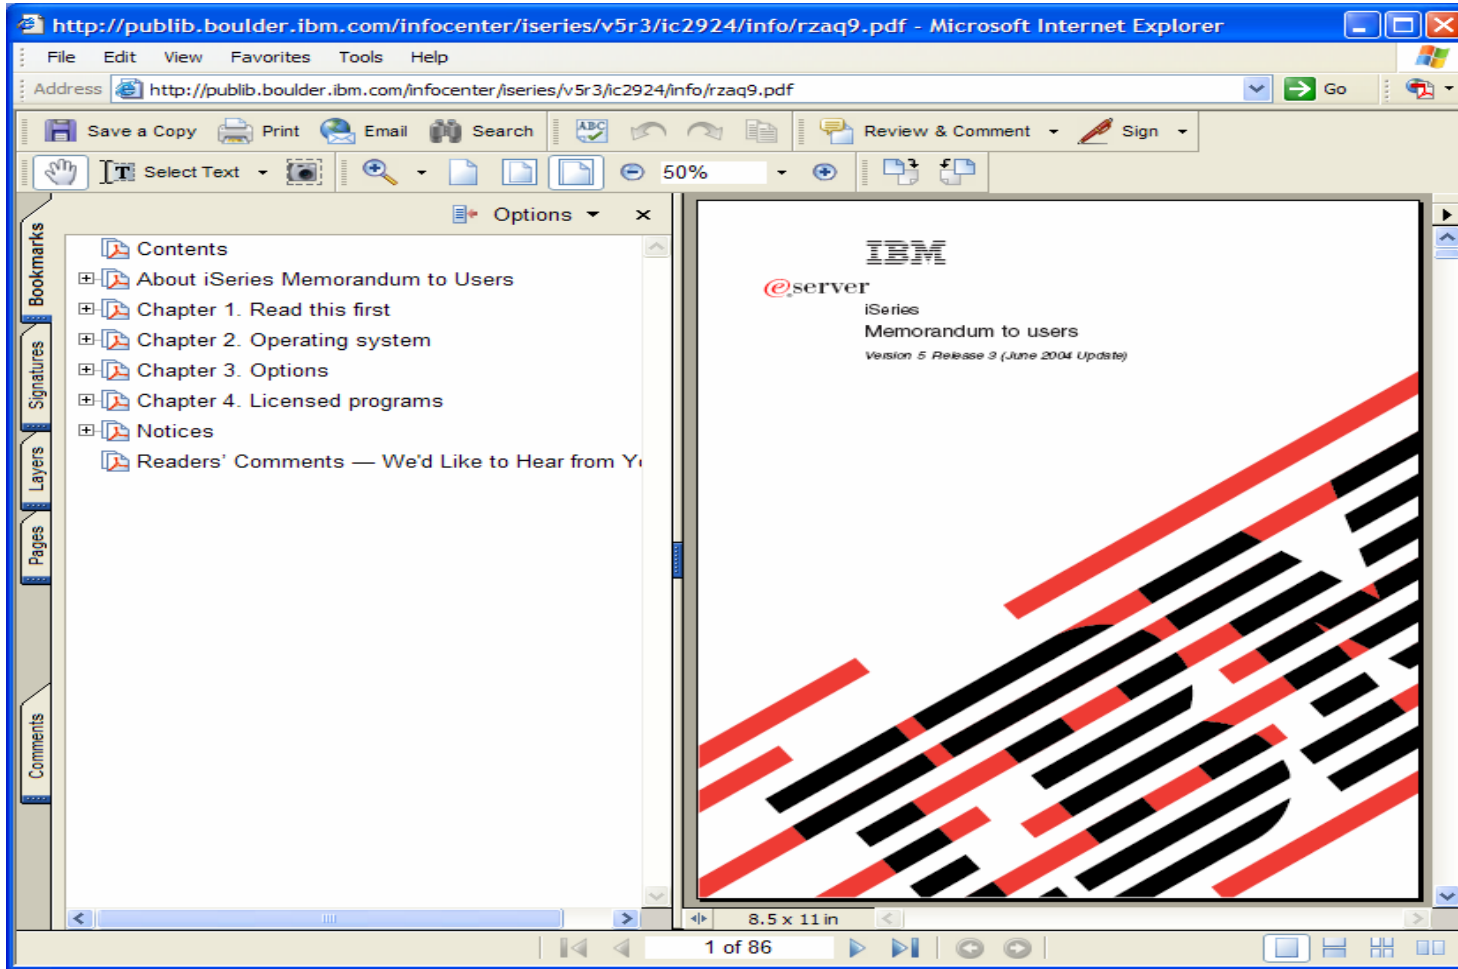 http://publib.boulder.ibm.com/infocenter/iseries/v5r3/ic2924/info/rzaq9.pdf - Microsoft Internet Explorer
File Edit View Favorites Tools Help
Address http://publib.boulder.ibm.com/infocenter/iseries/v5r3/ic2924/info/rzaq9.pdf Go
Save a Copy Print Email Search ABC Review & Comment Sign
T Select Text 50%
Options x
Bookmarks
Signatures
Layers
Pages
Comments
Contents
About iSeries Memorandum to Users
Chapter 1. Read this first
Chapter 2. Operating system
Chapter 3. Options
Chapter 4. Licensed programs
Notices
Readers' Comments — We'd Like to Hear from Yo
IBM
eserver
iSeries
Memorandum to users
Version 5 Release 3 (June 2004 Update)
8.5 x 11 in
1 of 86